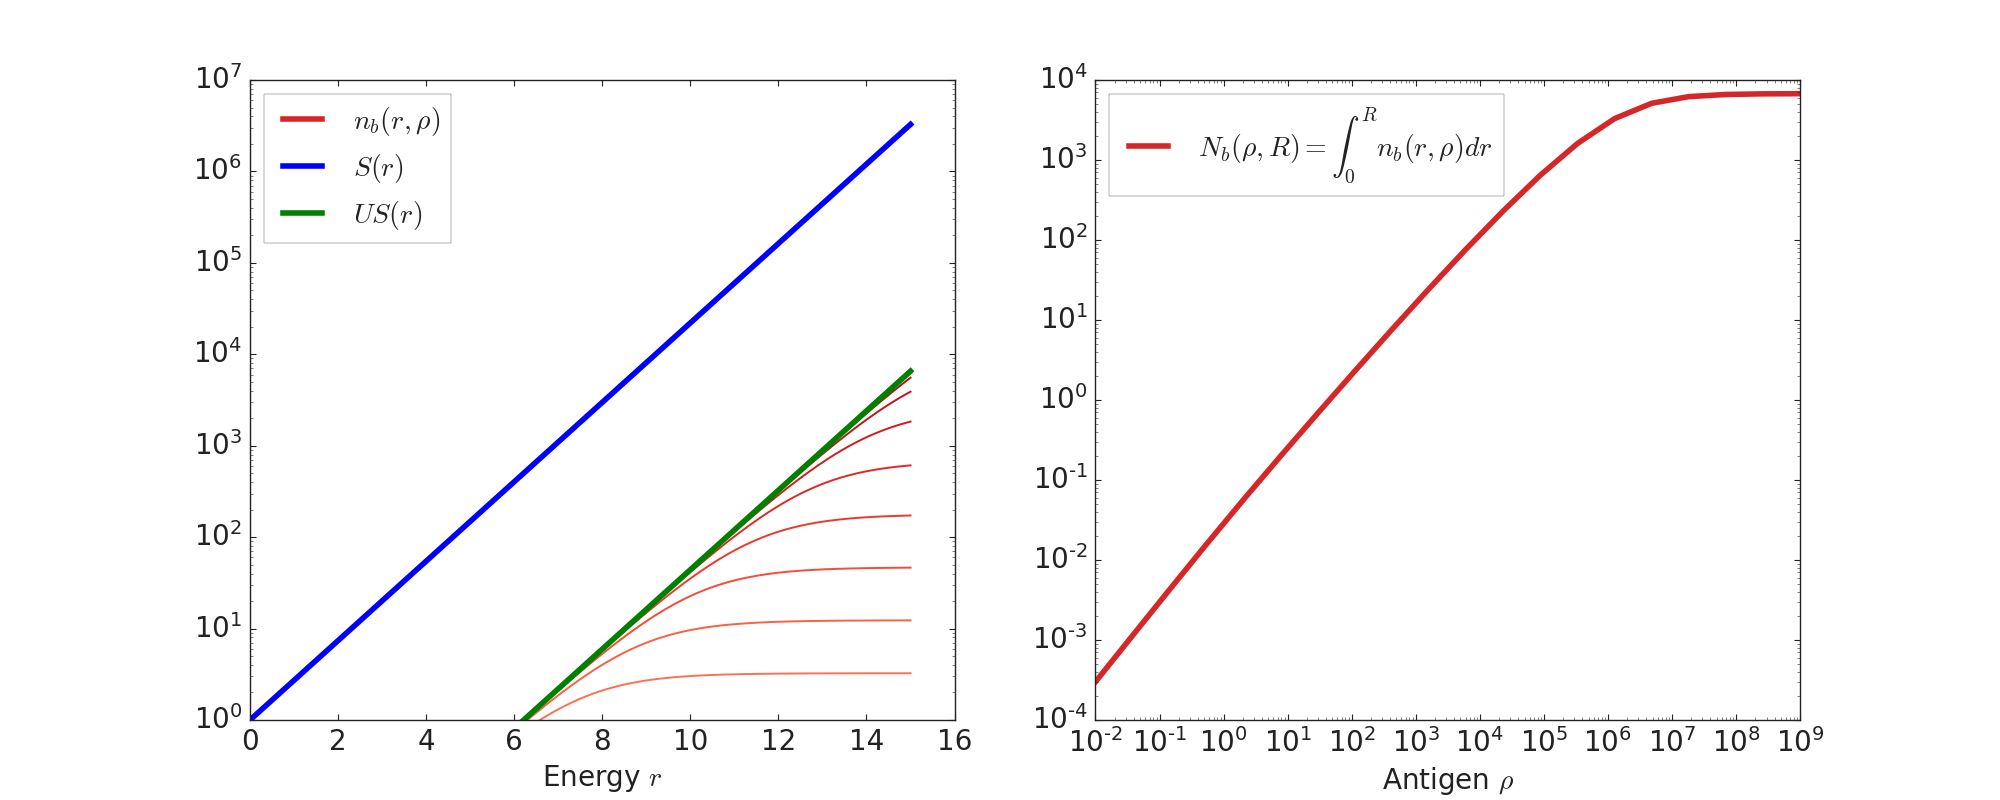 10^7
10^6
10^5
10^4
10^3
10^2
10^1
10^0
n_b(r, ρ)
S(r)
US(r)
0 2 4 6 8 10 12 14 16
Energy r
10^4
10^3
10^2
10^1
10^0
10^-1
10^-2
10^-3
10^-4
N_b(ρ, R) = ∫_0^R n_b(r, ρ)dr
10^-2 10^-1 10^0 10^1 10^2 10^3 10^4 10^5 10^6 10^7 10^8 10^9
Antigen ρ